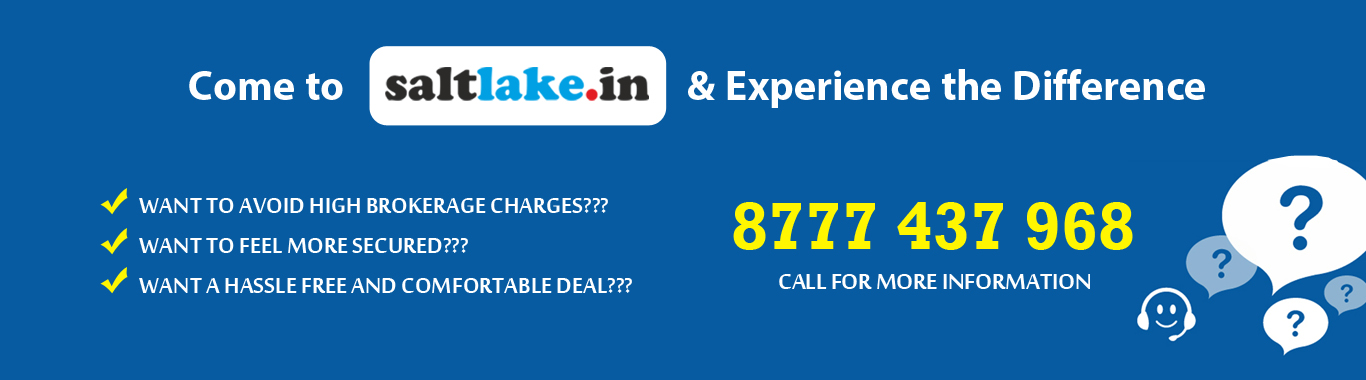 Come to saltlake.in & Experience the Difference
WANT TO AVOID HIGH BROKERAGE CHARGES???
WANT TO FEEL MORE SECURED???
WANT A HASSLE FREE AND COMFORTABLE DEAL???
8777 437 968
CALL FOR MORE INFORMATION
?
?
?
?